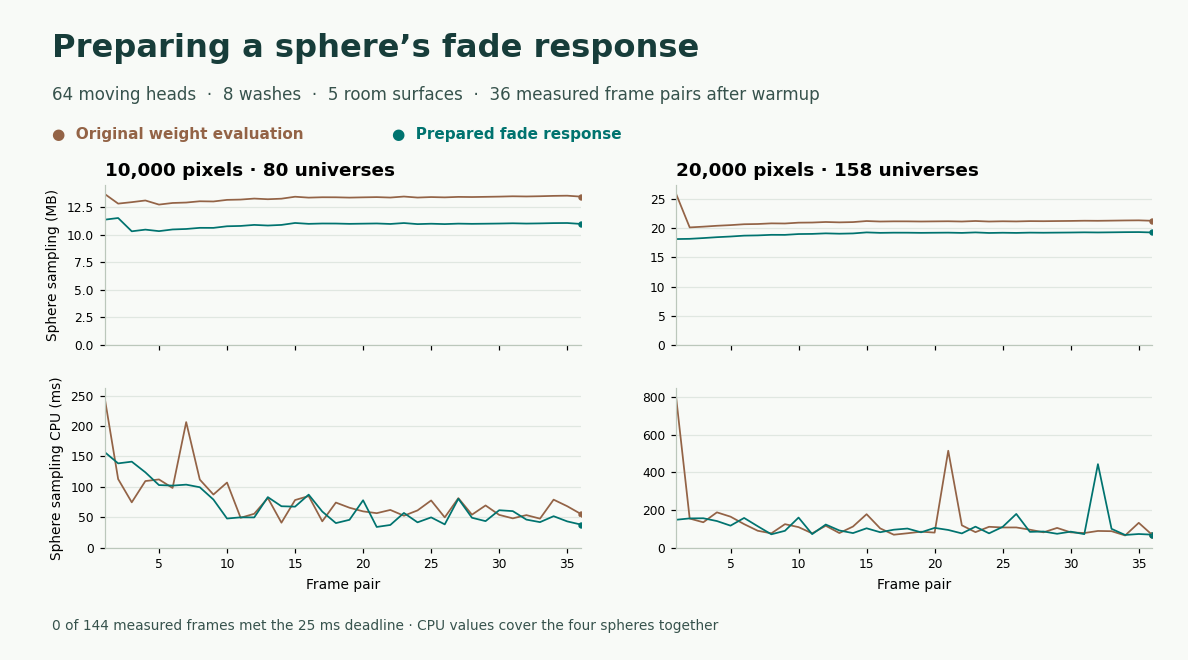 Preparing a sphere’s fade response
64 moving heads · 8 washes · 5 room surfaces · 36 measured frame pairs after warmup
● Original weight evaluation ● Prepared fade response
10,000 pixels · 80 universes
Sphere sampling (MB)
12.5
10.0
7.5
5.0
2.5
0.0
20,000 pixels · 158 universes
25
20
15
10
5
0
Sphere sampling CPU (ms)
250
200
150
100
50
0
5 10 15 20 25 30 35
Frame pair
800
600
400
200
0
5 10 15 20 25 30 35
Frame pair
0 of 144 measured frames met the 25 ms deadline · CPU values cover the four spheres together